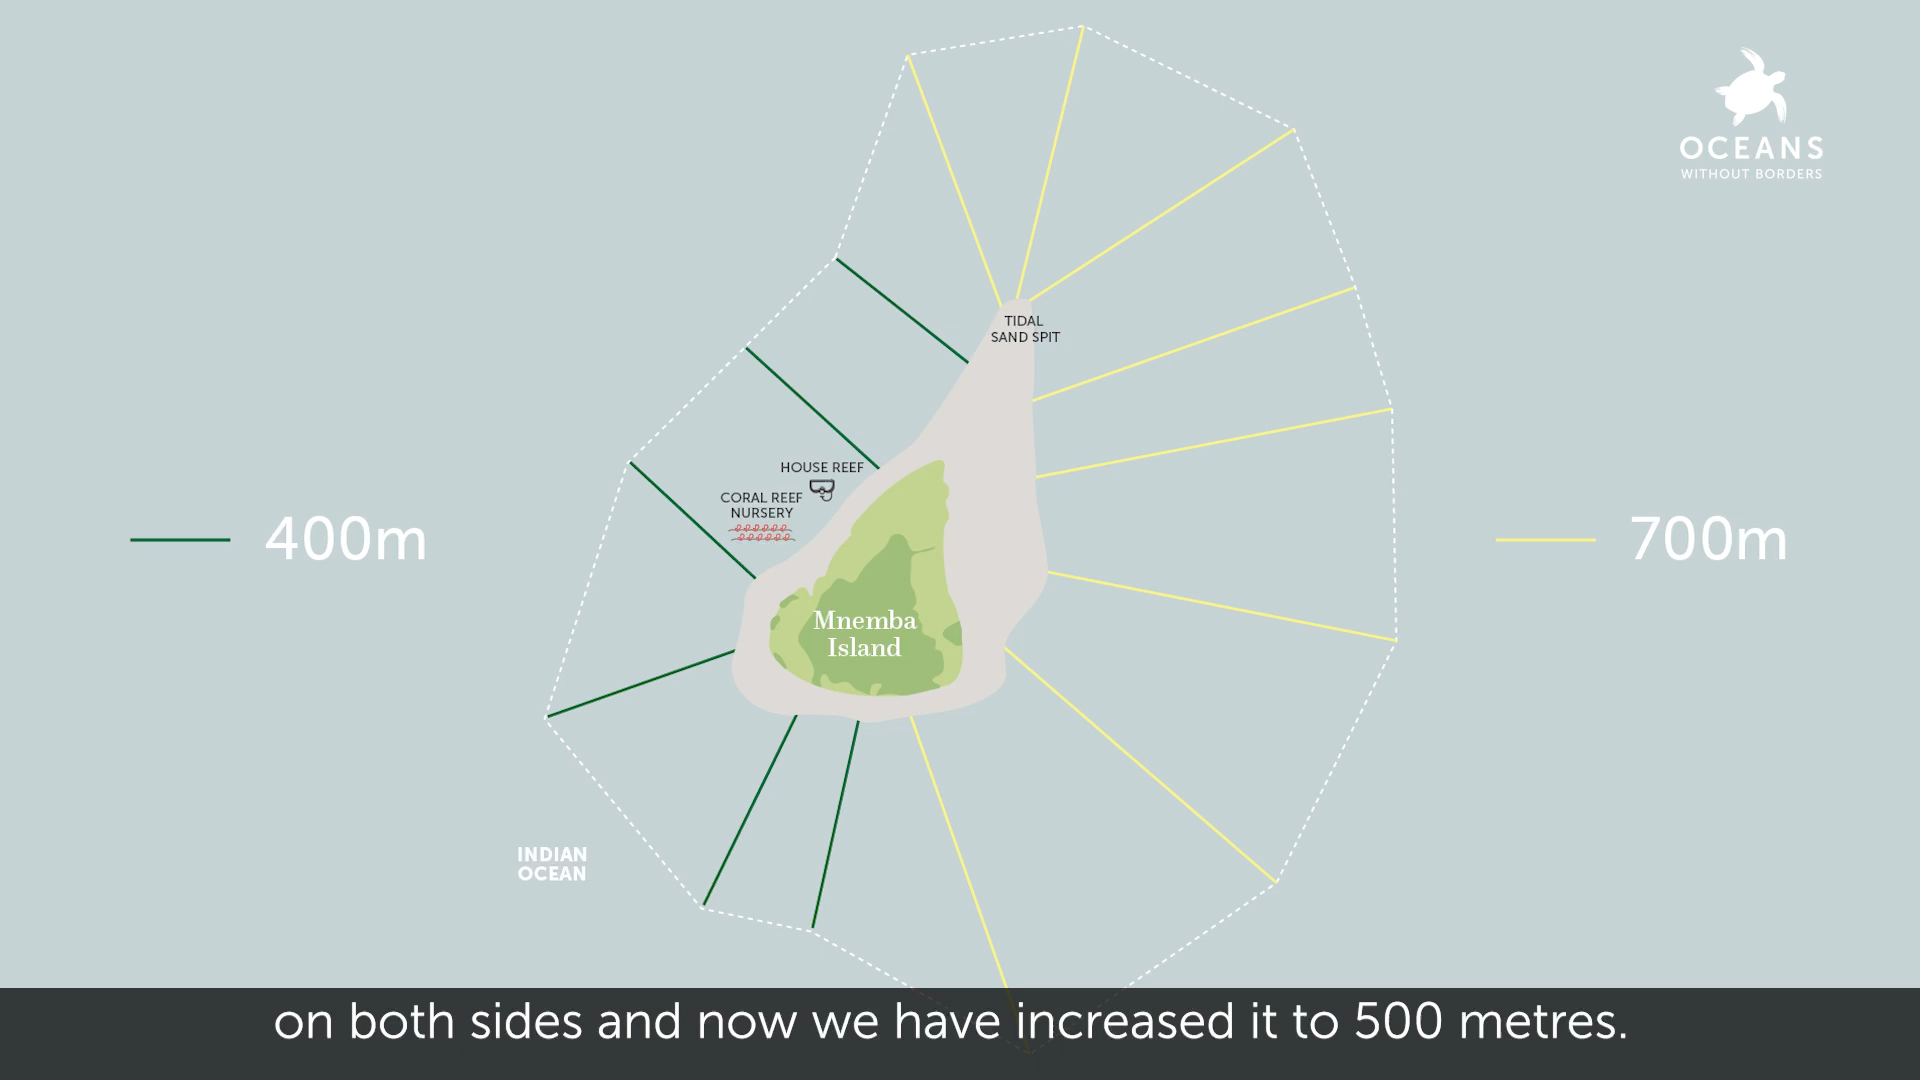 OCEANS
WITHOUT BORDERS
TIDAL
SAND SPIT
HOUSE REEF
CORAL REEF
NURSERY
400m
700m
Mnemba
Island
INDIAN
OCEAN
on both sides and now we have increased it to 500 metres.